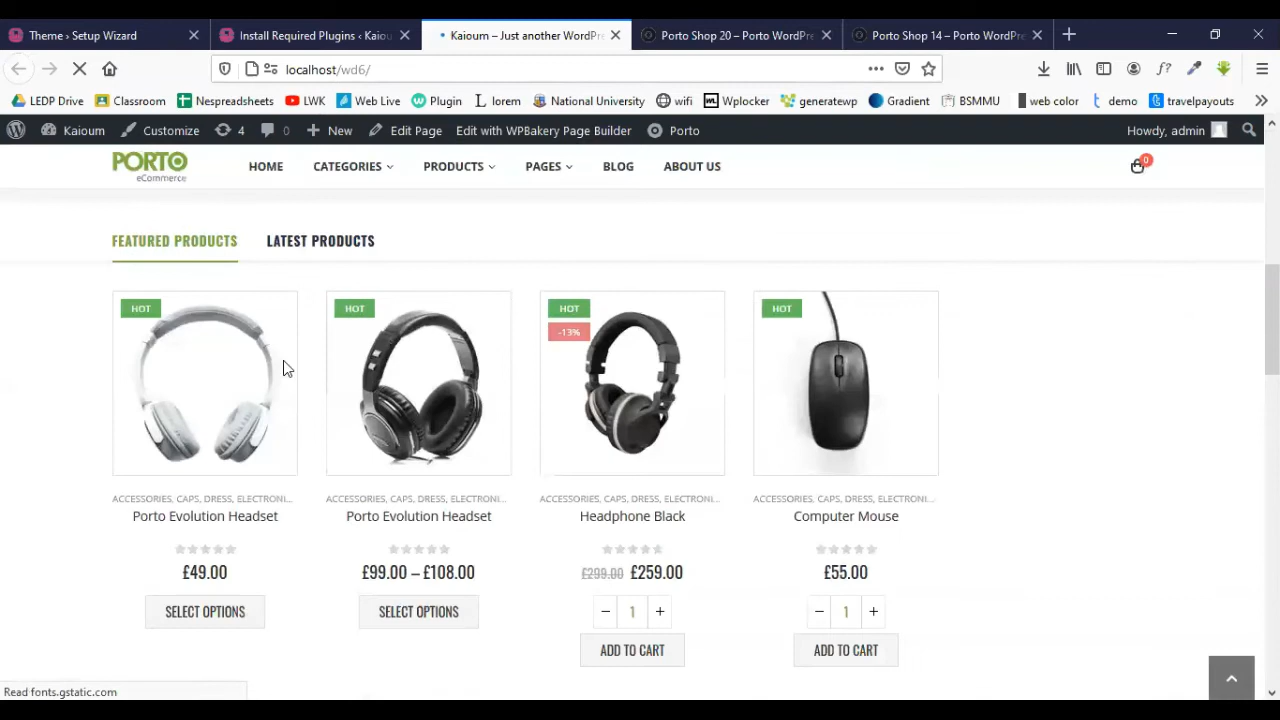 Theme › Setup Wizard
Install Required Plugins ‹ Kaiou
Kaioum – Just another WordPre
Porto Shop 20 – Porto WordPre
Porto Shop 14 – Porto WordPre
localhost/wd6/
LEDP Drive
Classroom
Nespreadsheets
LWK
Web Live
Plugin
lorem
National University
wifi
Wplocker
generatewp
Gradient
BSMMU
web color
demo
travelpayouts
Kaioum
Customize
4
0
New
Edit Page
Edit with WPBakery Page Builder
Porto
Howdy, admin
PORTO
eCommerce
HOME
CATEGORIES
PRODUCTS
PAGES
BLOG
ABOUT US
0
FEATURED PRODUCTS
LATEST PRODUCTS
HOT
HOT
HOT
-13%
HOT
ACCESSORIES, CAPS, DRESS, ELECTRONI...
ACCESSORIES, CAPS, DRESS, ELECTRONI...
ACCESSORIES, CAPS, DRESS, ELECTRONI...
ACCESSORIES, CAPS, DRESS, ELECTRONI...
Porto Evolution Headset
Porto Evolution Headset
Headphone Black
Computer Mouse
£49.00
£99.00 – £108.00
£299.00 £259.00
£55.00
SELECT OPTIONS
SELECT OPTIONS
− 1 +
− 1 +
ADD TO CART
ADD TO CART
Read fonts.gstatic.com